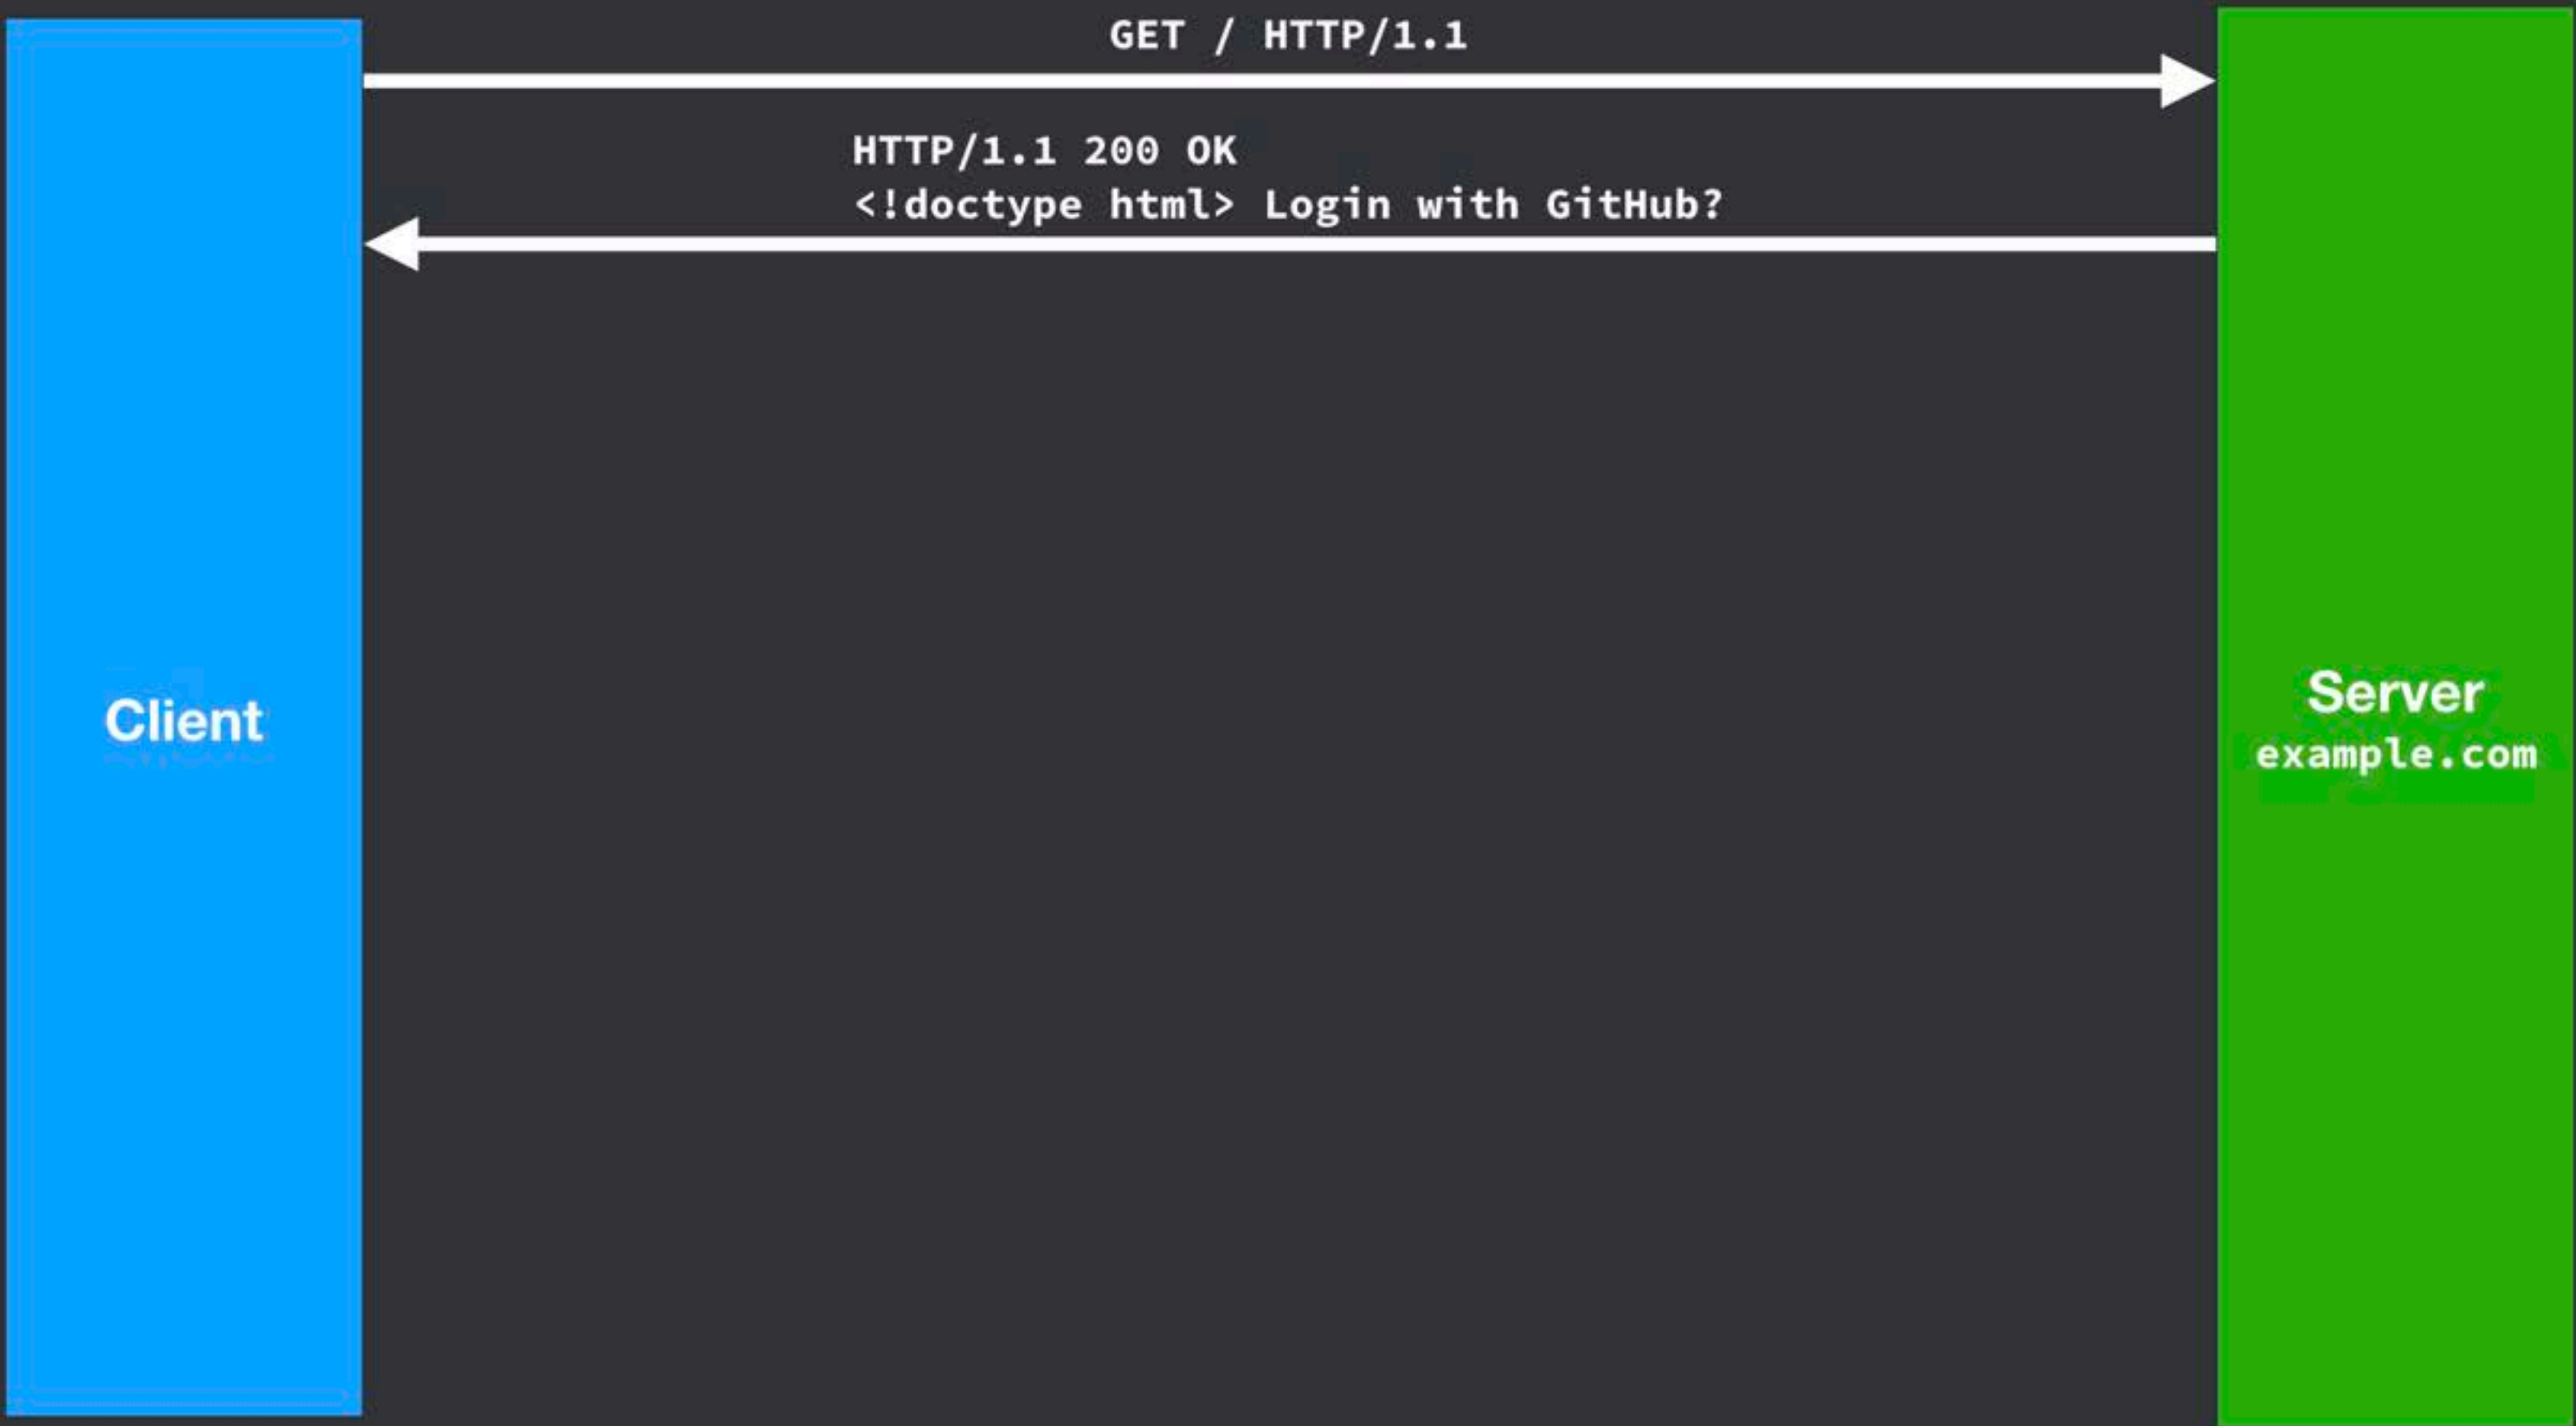 GET / HTTP/1.1
HTTP/1.1 200 OK
<!doctype html> Login with GitHub?
Client
Server
example.com